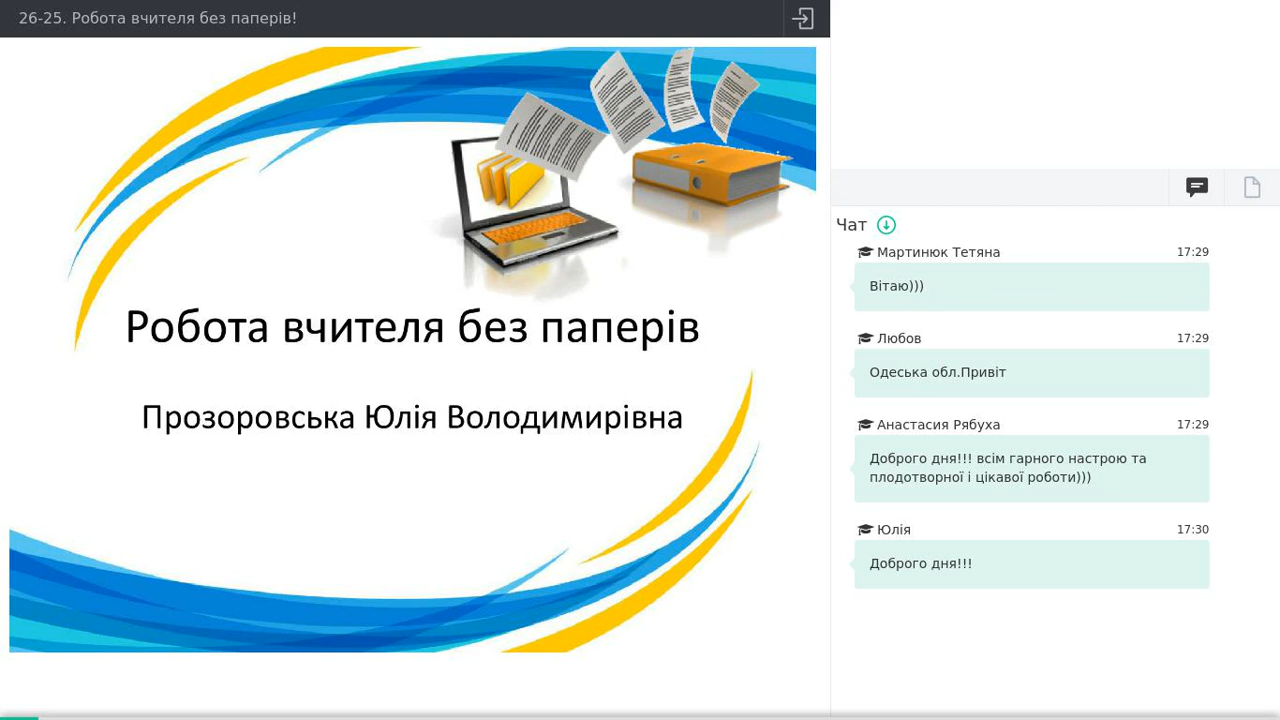 26-25. Робота вчителя без паперів!
Робота вчителя без паперів
Прозоровська Юлія Володимирівна
Чат
Мартинюк Тетяна 17:29
Вітаю)))
Любов 17:29
Одеська обл.Привіт
Анастасия Рябуха 17:29
Доброго дня!!! всім гарного настрою та
плодотворної і цікавої роботи)))
Юлія 17:30
Доброго дня!!!